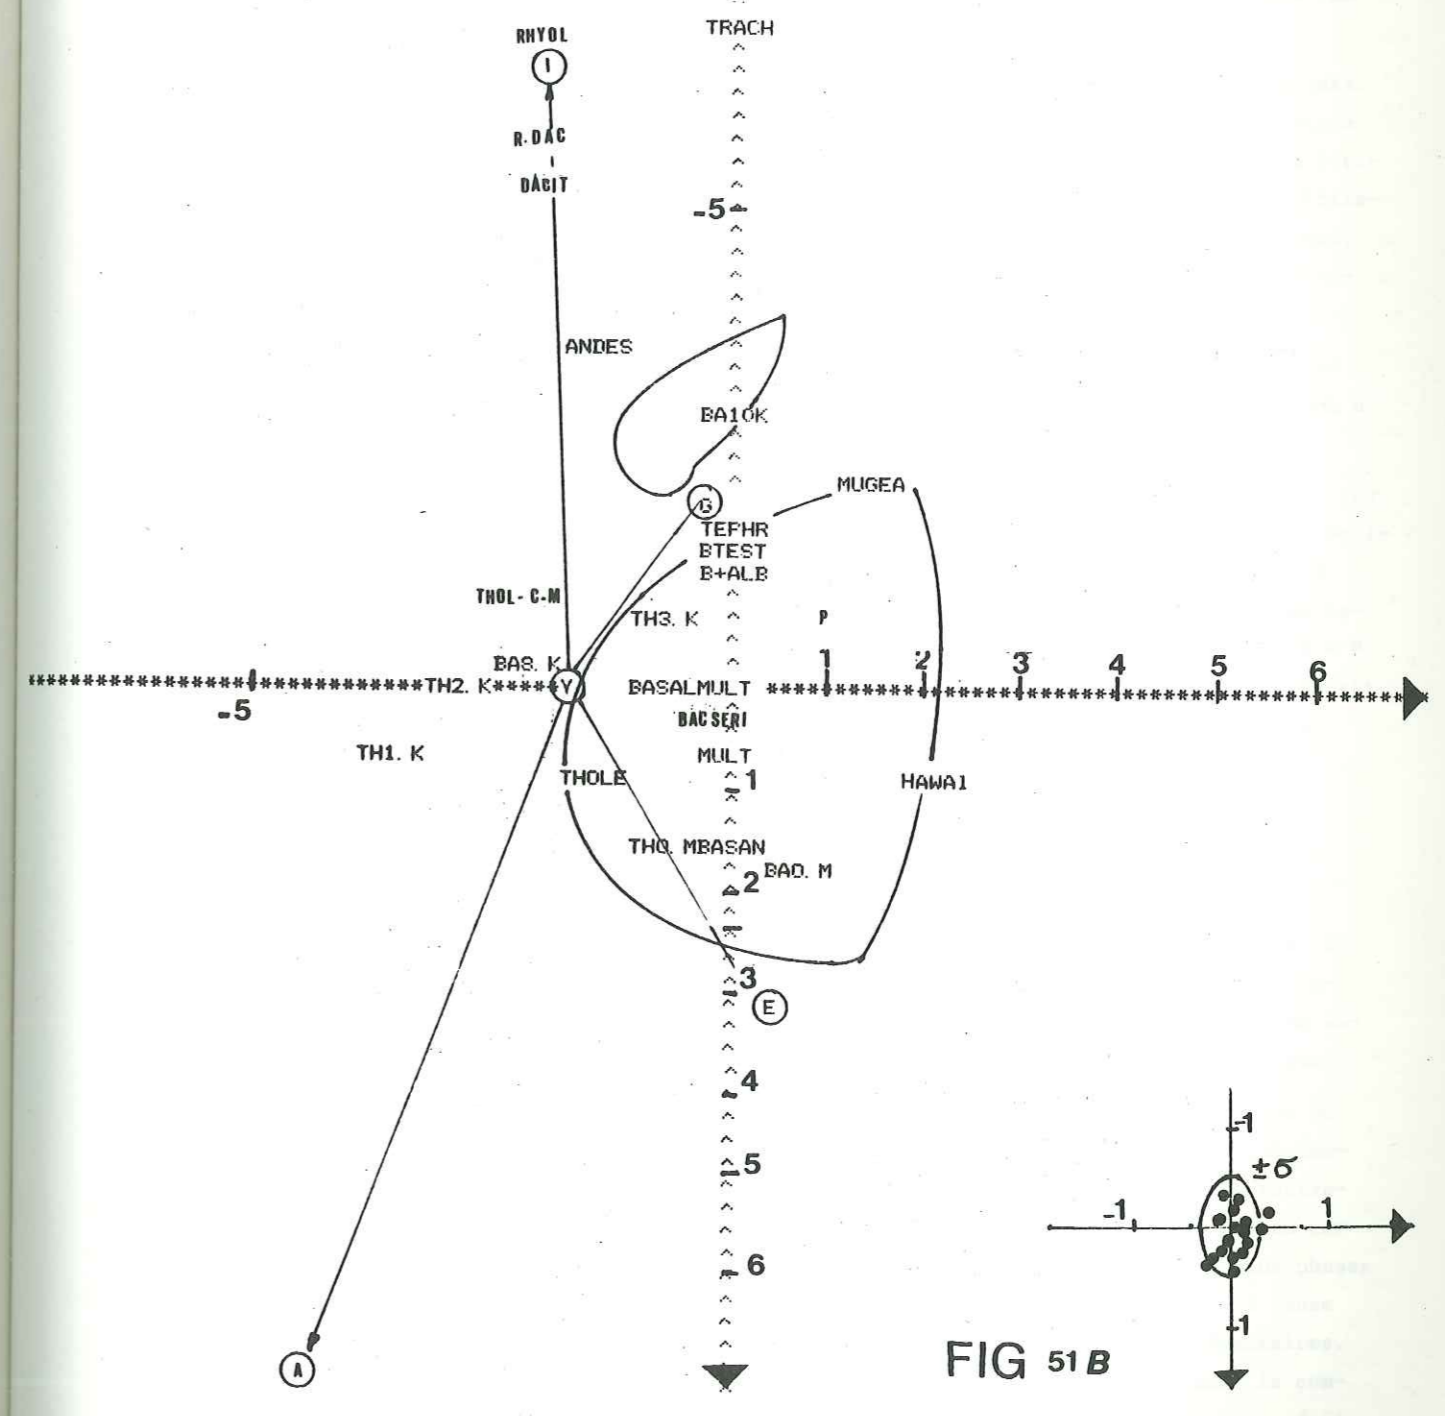 TRACH
RHYOL
I
R.DAC
DACIT
-5
ANDES
BA10K
MUGEA
G
TEPHR
BTEST
B+ALB
THOL- C-M
TH3. K
P
BAS. K
1 2 3 4 5 6
-5
TH2. K
Y
BASALMULT
BAC SERI
TH1. K
MULT
THOLE
1
HAWAI
THO. MBASAN
BAO. M
2
3
E
4
5
6
A
-1
±σ
-1
1
1
FIG 51 B